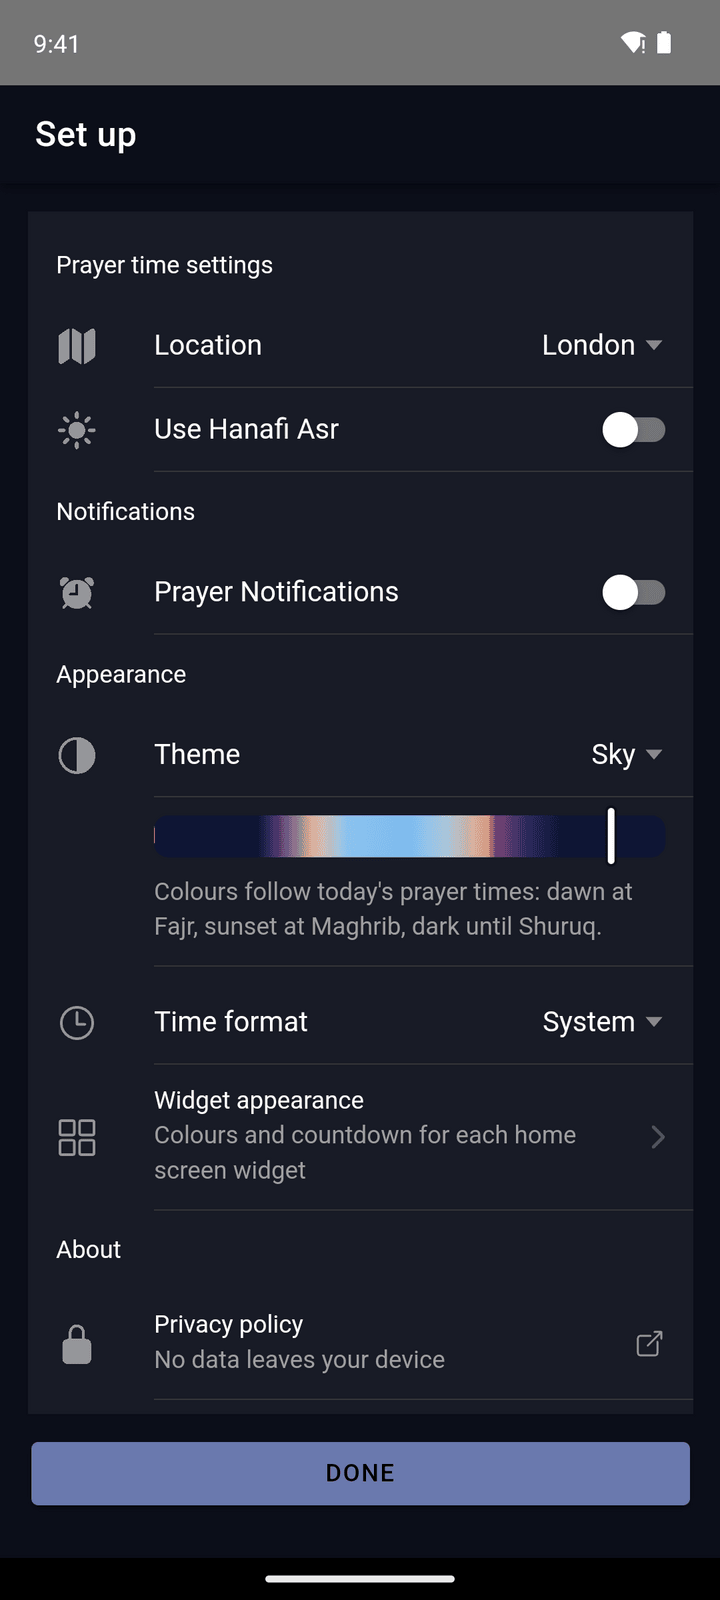 9:41
Set up
Prayer time settings
Location
London
Use Hanafi Asr
Notifications
Prayer Notifications
Appearance
Theme
Sky
Colours follow today's prayer times: dawn at
Fajr, sunset at Maghrib, dark until Shuruq.
Time format
System
Widget appearance
Colours and countdown for each home
screen widget
About
Privacy policy
No data leaves your device
DONE